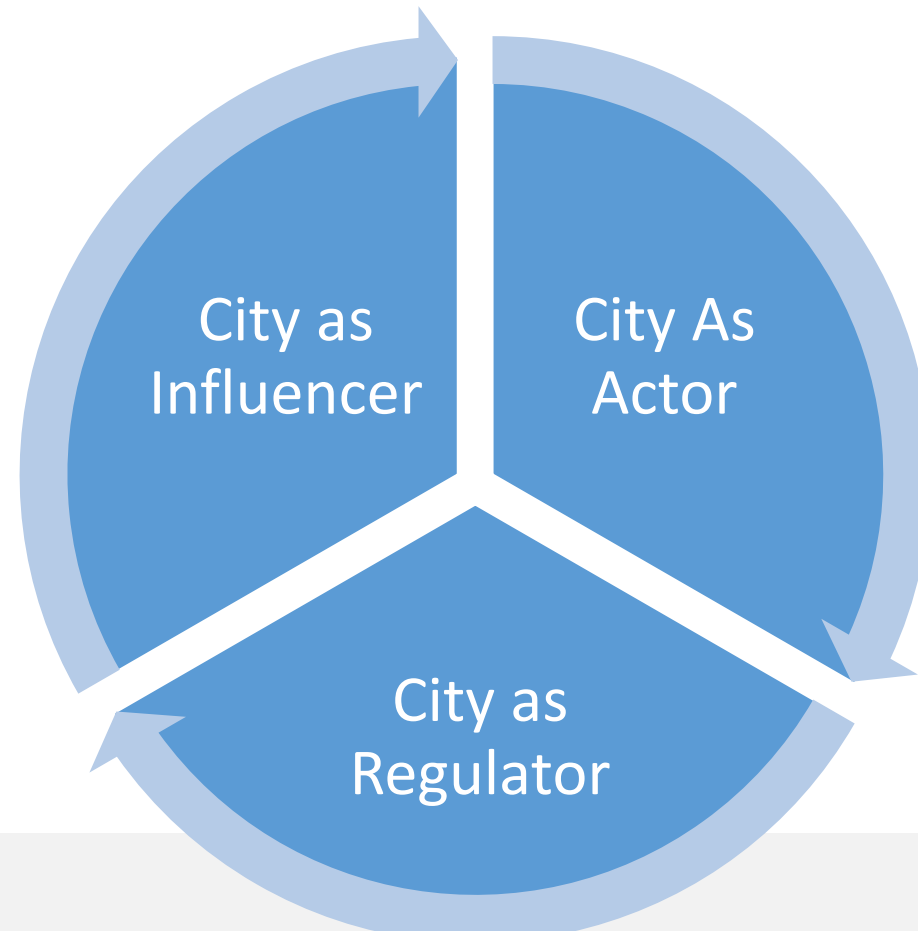 City as
Influencer
City As
Actor
City as
Regulator